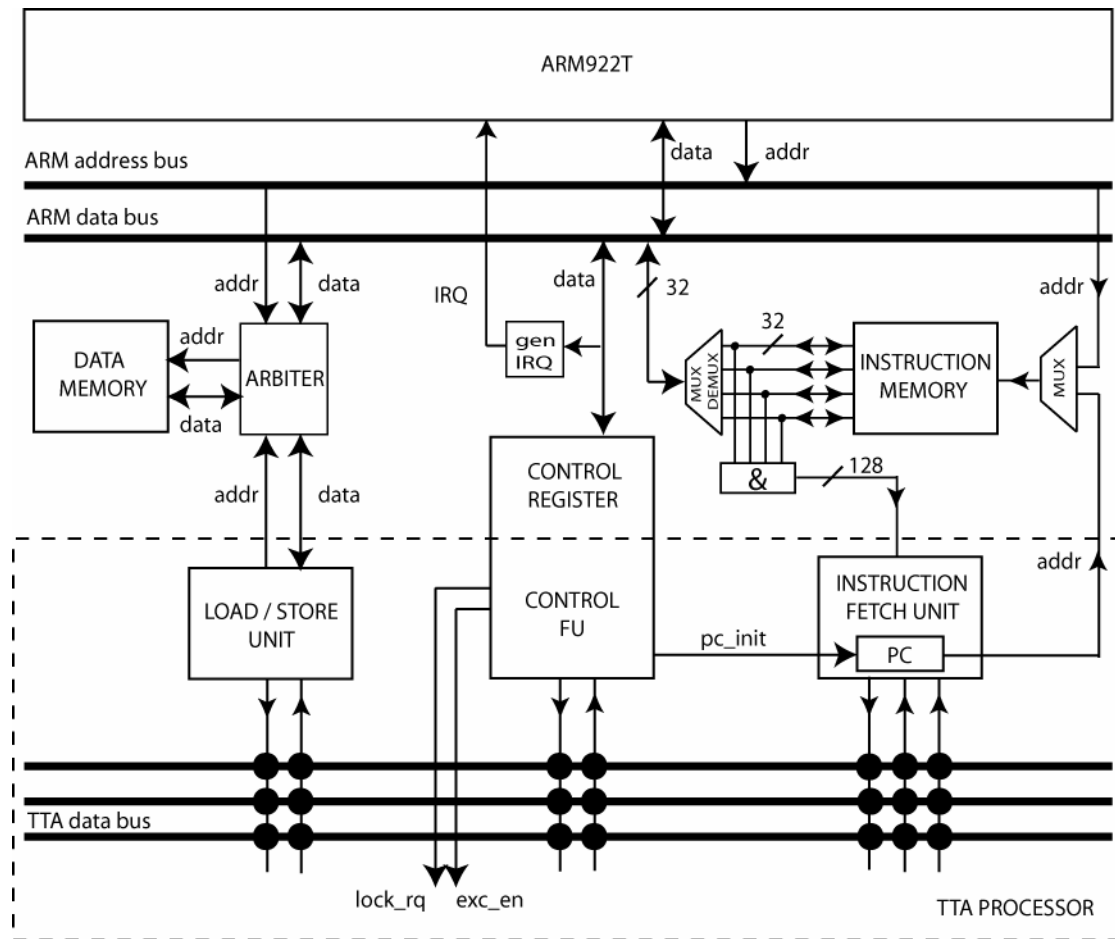 ARM922T
ARM address bus
data
addr
ARM data bus
addr
data
IRQ
data
32
addr
DATA
MEMORY
addr
data
ARBITER
gen
IRQ
MUX
DEMUX
32
INSTRUCTION
MEMORY
MUX
addr
data
CONTROL
REGISTER
&
128
LOAD / STORE
UNIT
CONTROL
FU
pc_init
INSTRUCTION
FETCH UNIT
PC
addr
TTA data bus
lock_rq
exc_en
TTA PROCESSOR